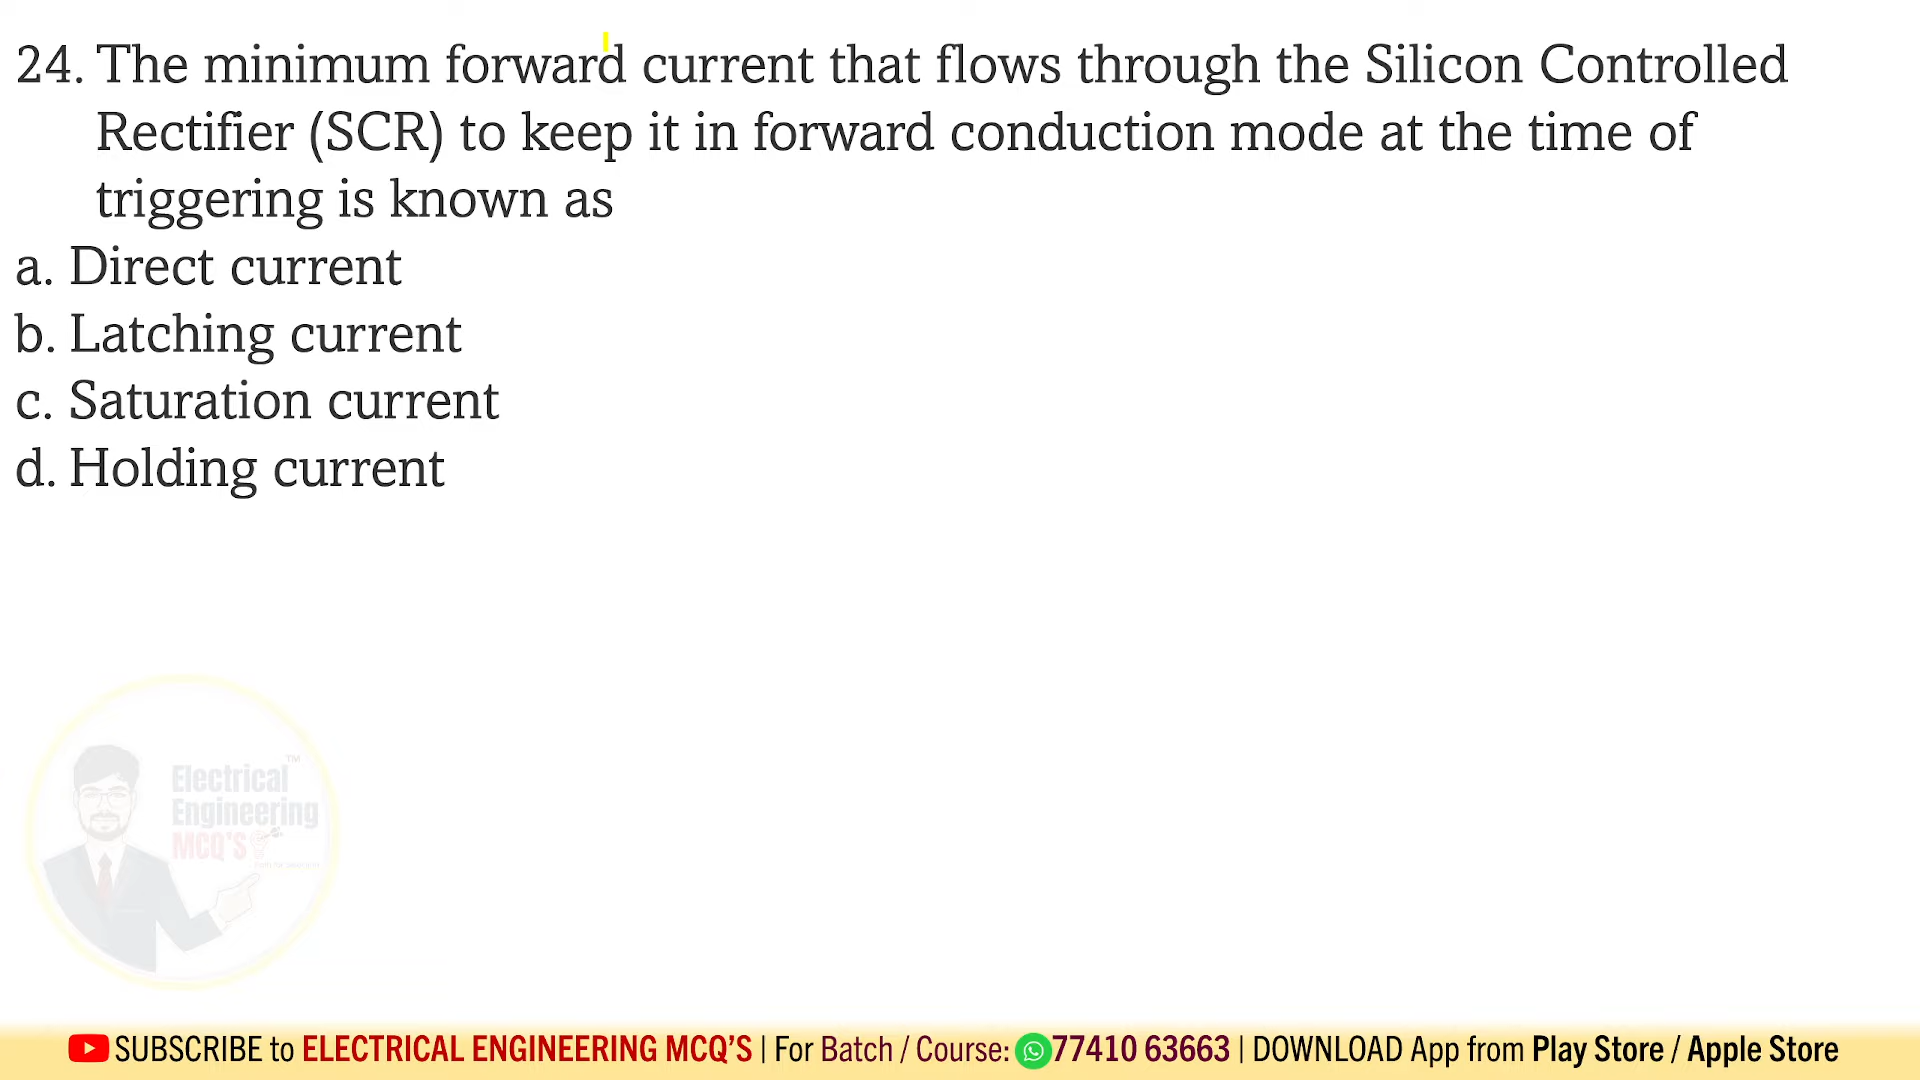 24. The minimum forward current that flows through the Silicon Controlled
Rectifier (SCR) to keep it in forward conduction mode at the time of
triggering is known as
a. Direct current
b. Latching current
c. Saturation current
d. Holding current
Electrical™
Engineering
MCQ'S
SUBSCRIBE to ELECTRICAL ENGINEERING MCQ'S | For Batch / Course: 77410 63663 | DOWNLOAD App from Play Store / Apple Store